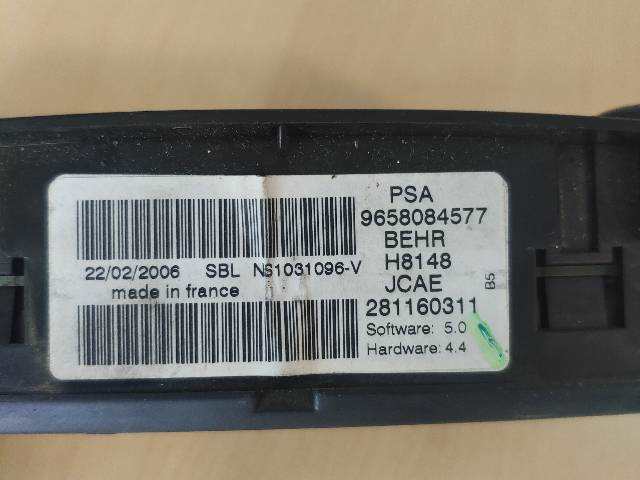 PSA
9658084577
BEHR
H8148
JCAE
281160311
Software: 5.0
Hardware: 4.4
22/02/2006 SBL NS1031096-V
made in france
B5